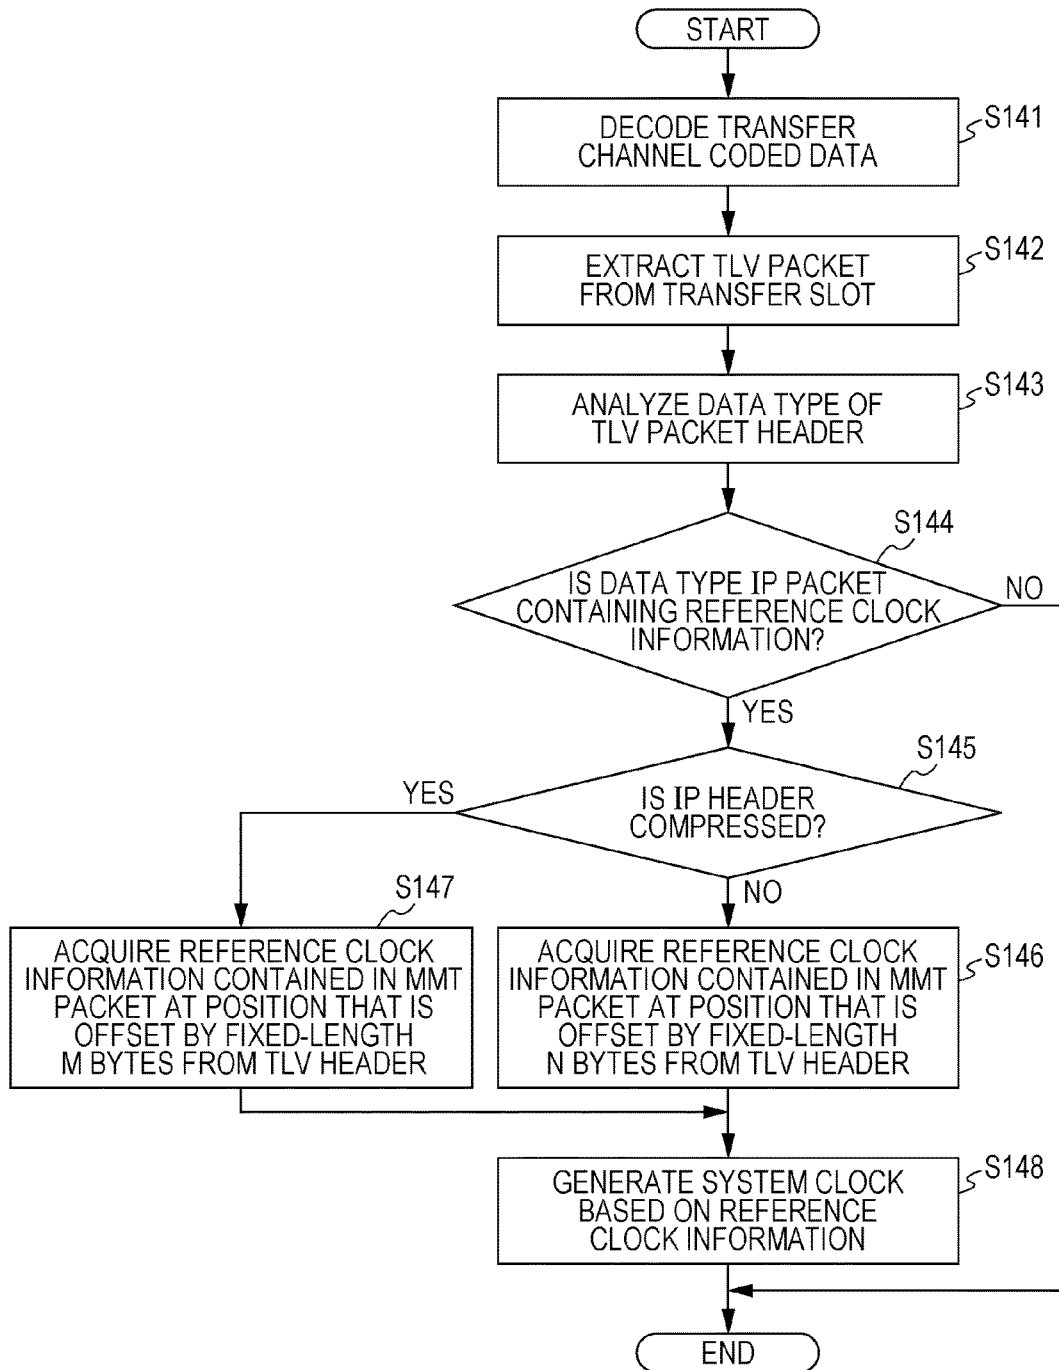 START
DECODE TRANSFER
CHANNEL CODED DATA
S141
EXTRACT TLV PACKET
FROM TRANSFER SLOT
S142
ANALYZE DATA TYPE OF
TLV PACKET HEADER
S143
S144
IS DATA TYPE IP PACKET
CONTAINING REFERENCE CLOCK
INFORMATION?
NO
YES
S145
IS IP HEADER
COMPRESSED?
YES
NO
S147
ACQUIRE REFERENCE CLOCK
INFORMATION CONTAINED IN MMT
PACKET AT POSITION THAT IS
OFFSET BY FIXED-LENGTH
M BYTES FROM TLV HEADER
ACQUIRE REFERENCE CLOCK
INFORMATION CONTAINED IN MMT
PACKET AT POSITION THAT IS
OFFSET BY FIXED-LENGTH
N BYTES FROM TLV HEADER
S146
GENERATE SYSTEM CLOCK
BASED ON REFERENCE
CLOCK INFORMATION
S148
END